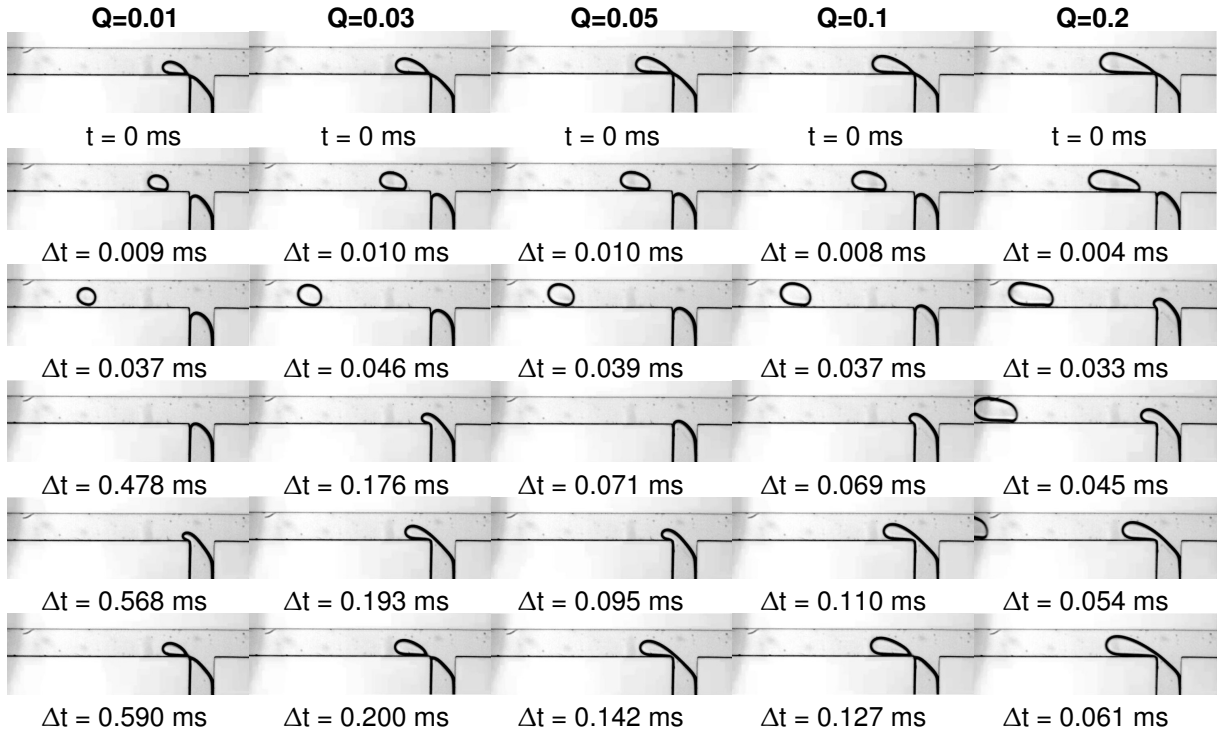 Q=0.01 Q=0.03 Q=0.05 Q=0.1 Q=0.2
t = 0 ms t = 0 ms t = 0 ms t = 0 ms t = 0 ms
Δt = 0.009 ms Δt = 0.010 ms Δt = 0.010 ms Δt = 0.008 ms Δt = 0.004 ms
Δt = 0.037 ms Δt = 0.046 ms Δt = 0.039 ms Δt = 0.037 ms Δt = 0.033 ms
Δt = 0.478 ms Δt = 0.176 ms Δt = 0.071 ms Δt = 0.069 ms Δt = 0.045 ms
Δt = 0.568 ms Δt = 0.193 ms Δt = 0.095 ms Δt = 0.110 ms Δt = 0.054 ms
Δt = 0.590 ms Δt = 0.200 ms Δt = 0.142 ms Δt = 0.127 ms Δt = 0.061 ms